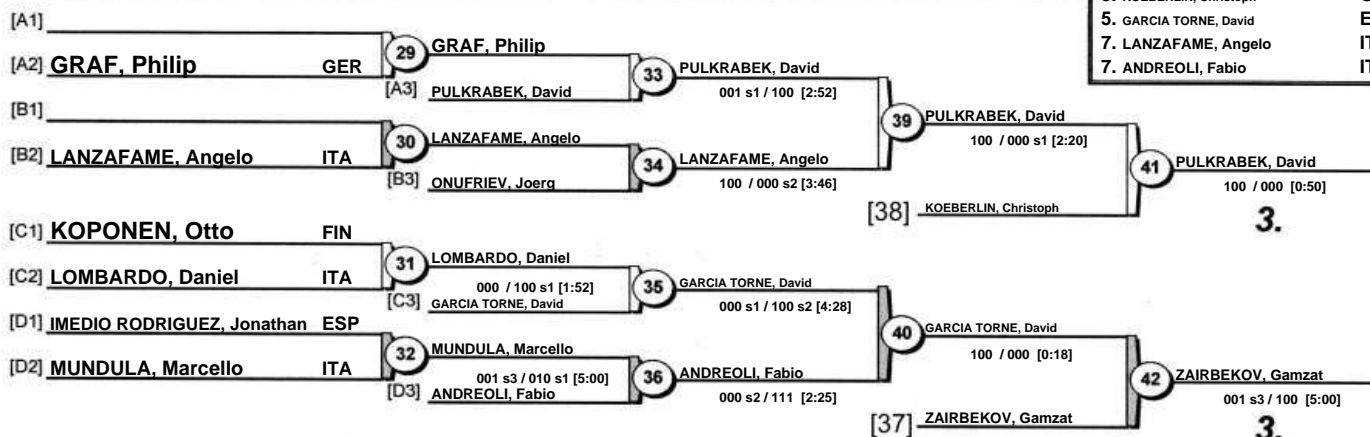 5. GARCIA TORNE, David E
7. LANZAFAME, Angelo IT
7. ANDREOLI, Fabio IT
[A1]
[A2] GRAF, Philip GER
29
GRAF, Philip
[A3] PULKRABEK, David
33
PULKRABEK, David
001 s1 / 100 [2:52]
[B1]
[B2] LANZAFAME, Angelo ITA
30
LANZAFAME, Angelo
[B3] ONUFRIEV, Joerg
34
LANZAFAME, Angelo
100 / 000 s2 [3:46]
39
PULKRABEK, David
100 / 000 s1 [2:20]
[38] KOEBERLIN, Christoph
41
PULKRABEK, David
100 / 000 [0:50]
3.
[C1] KOPONEN, Otto FIN
[C2] LOMBARDO, Daniel ITA
31
LOMBARDO, Daniel
000 / 100 s1 [1:52]
[C3] GARCIA TORNE, David
35
GARCIA TORNE, David
000 s1 / 100 s2 [4:28]
[D1] IMEDIO RODRIGUEZ, Jonathan ESP
[D2] MUNDULA, Marcello ITA
32
MUNDULA, Marcello
001 s3 / 010 s1 [5:00]
[D3] ANDREOLI, Fabio
36
ANDREOLI, Fabio
000 s2 / 111 [2:25]
40
GARCIA TORNE, David
100 / 000 [0:18]
[37] ZAIRBEKOV, Gamzat
42
ZAIRBEKOV, Gamzat
001 s3 / 100 [5:00]
3.